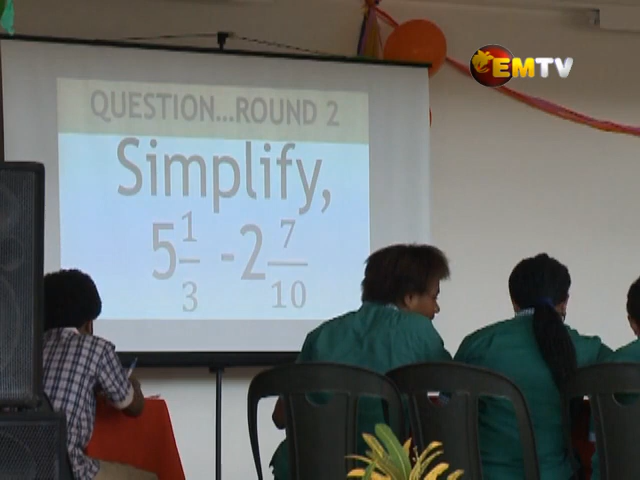 EMTV
QUESTION...ROUND 2
Simplify,
5 1/3 - 2 7/10